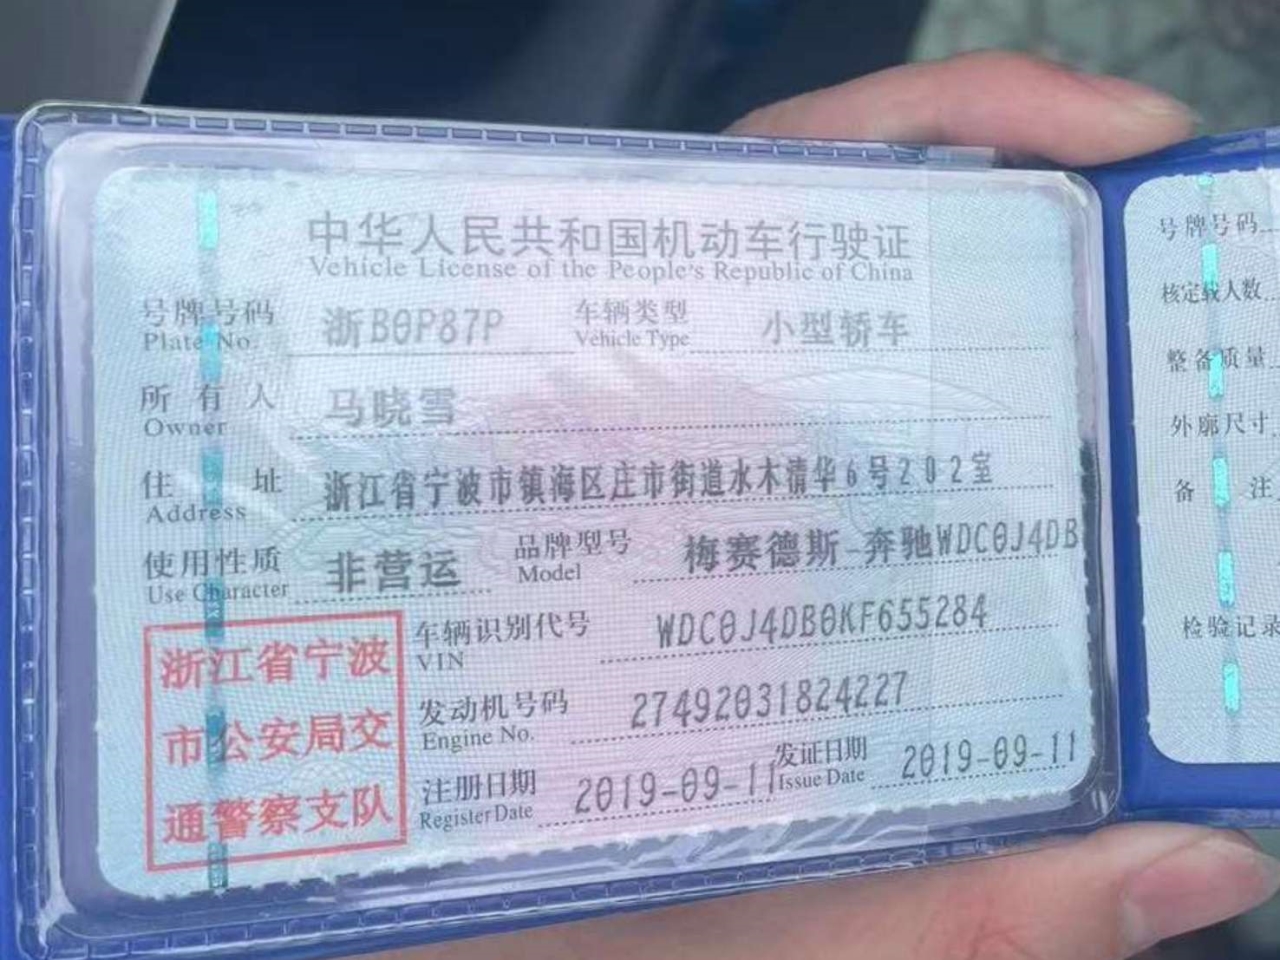 中华人民共和国机动车行驶证
Vehicle License of the People's Republic of China
号牌号码 浙B0P87P 车辆类型 小型轿车
Plate No. Vehicle Type
所有人 马晓雪
Owner
住址 浙江省宁波市镇海区庄市街道水木清华6号202室
Address
使用性质 非营运 品牌型号 梅赛德斯-奔驰WDC0J4DB
Use Character Model
浙江省宁波
市公安局交
通警察支队
车辆识别代号 WDC0J4DB0KF655284
VIN
发动机号码 27492031824227
Engine No.
注册日期 2019-09-11 发证日期 2019-09-11
Register Date Issue Date
号牌号码
核定载人数
整备质量
外廓尺寸
备注
检验记录